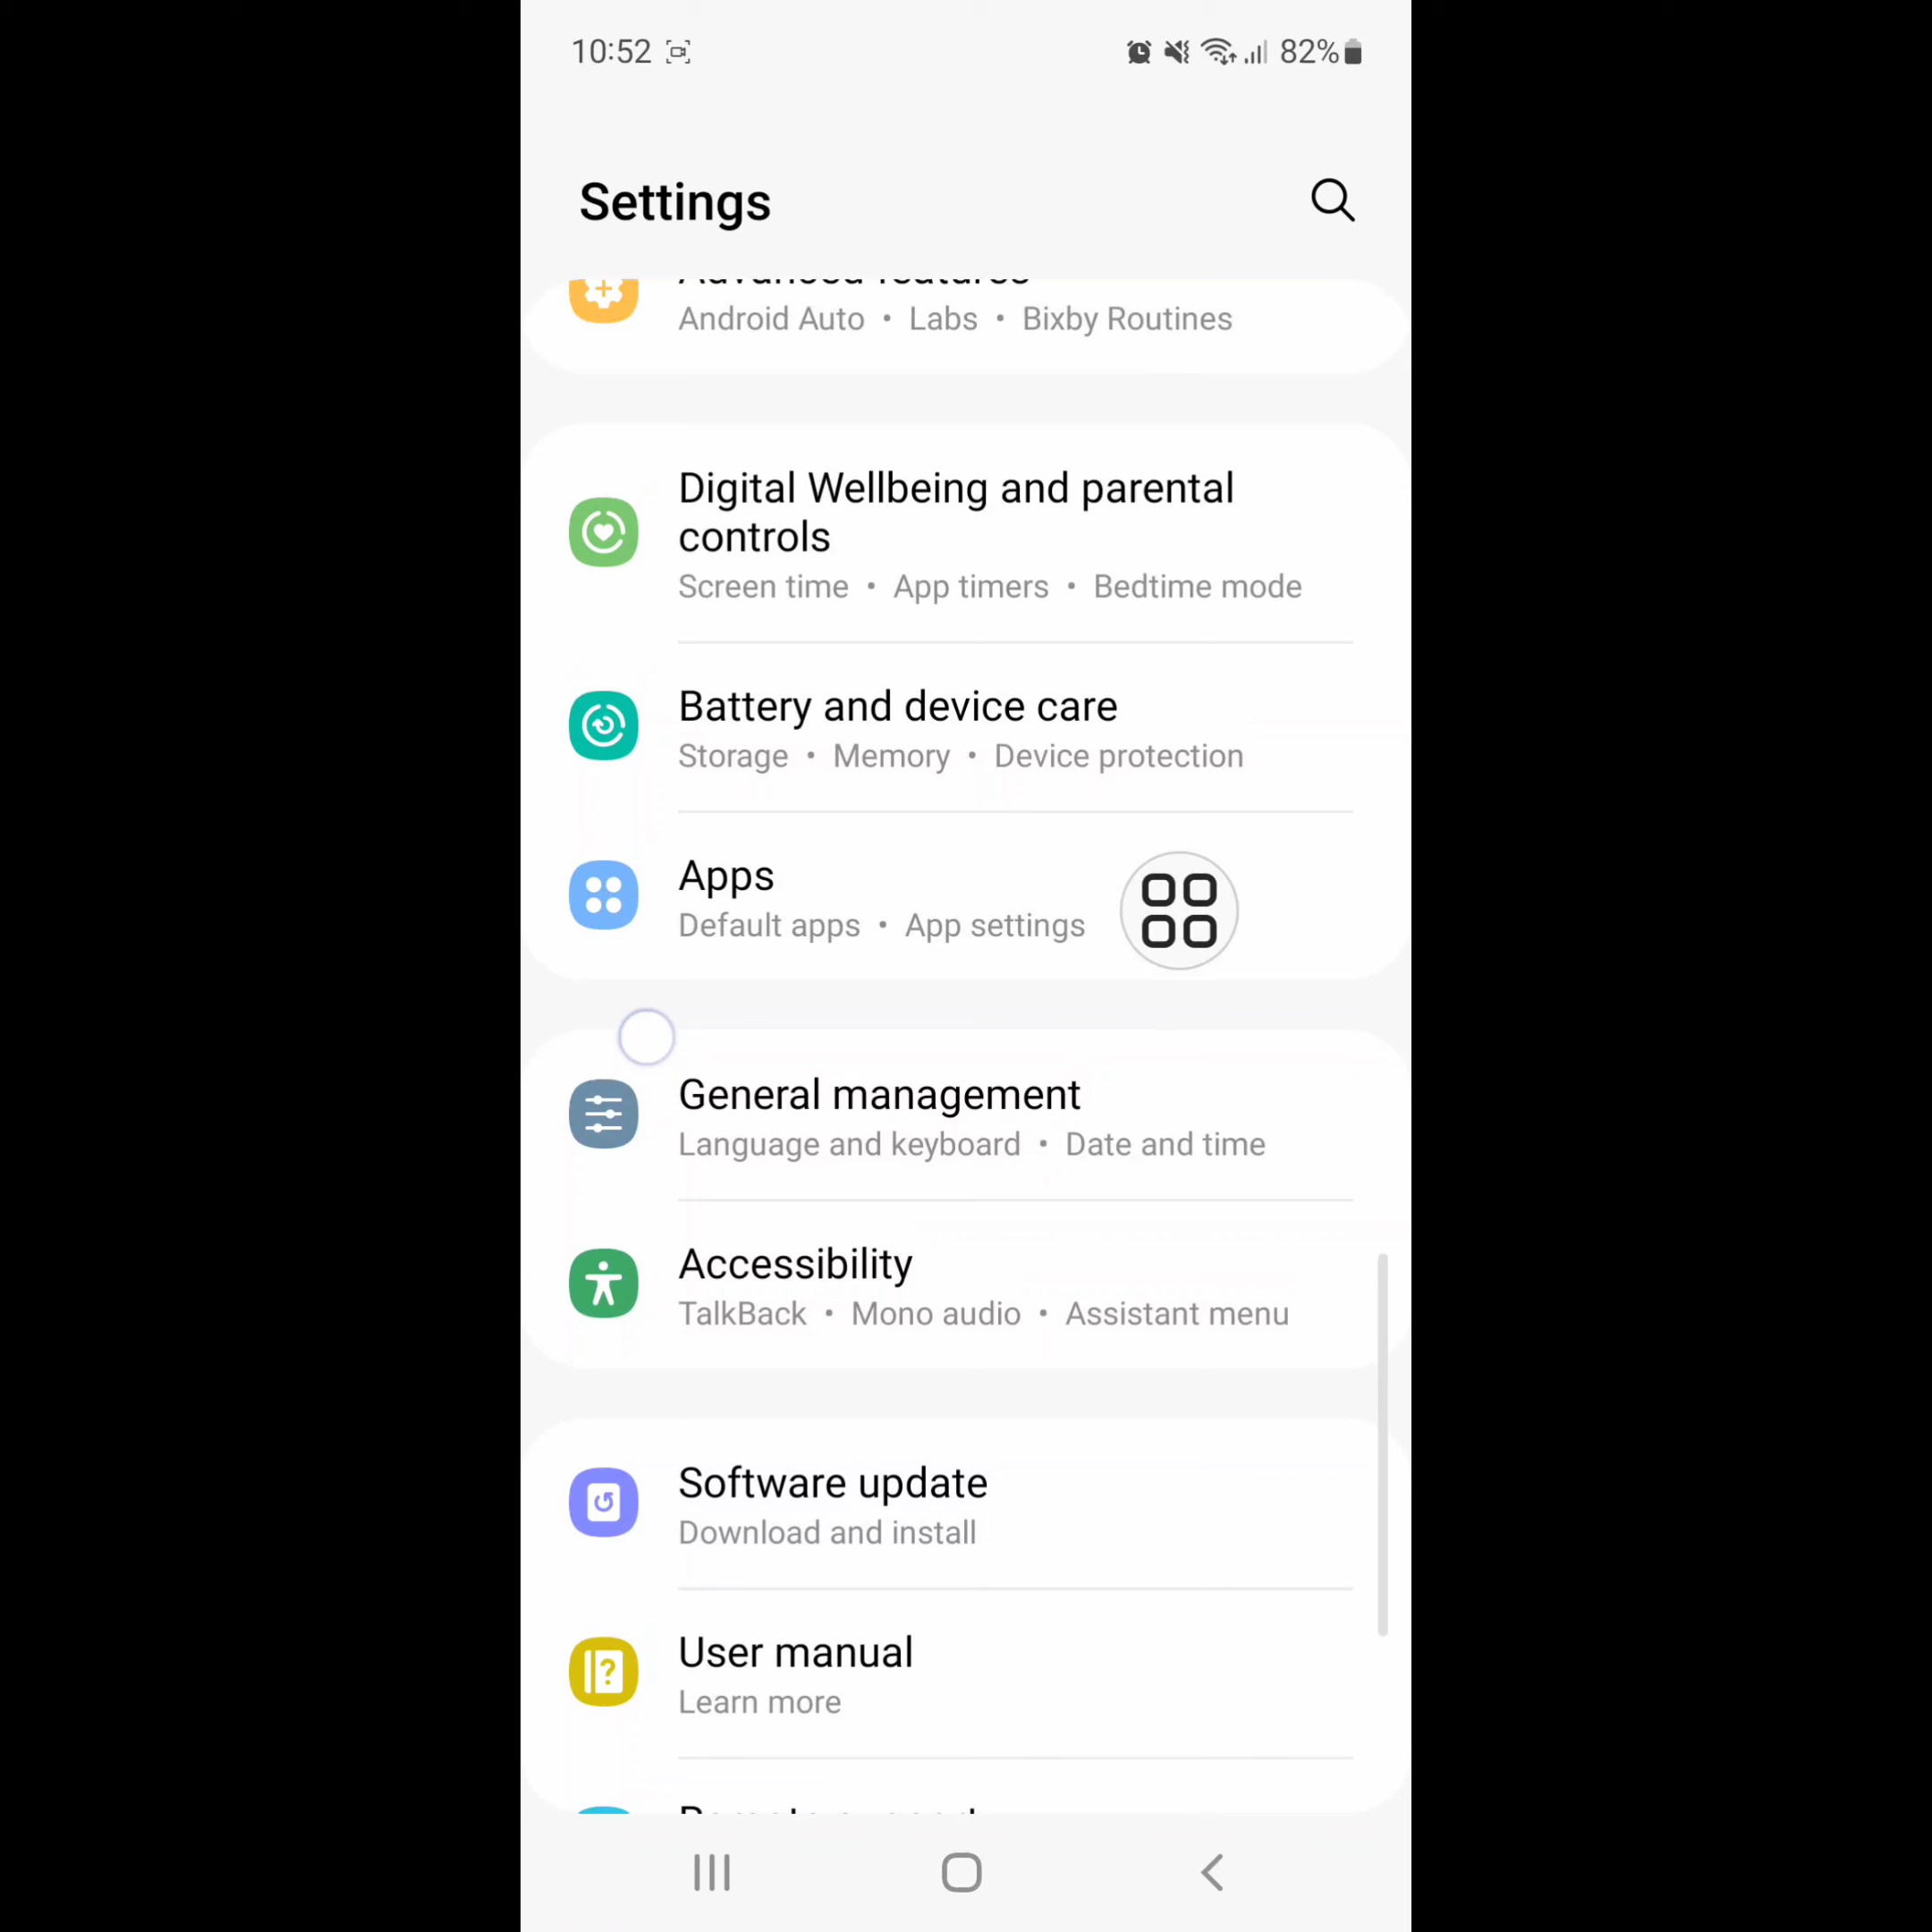 10:52
82%
Settings
Advanced features
Android Auto • Labs • Bixby Routines
Digital Wellbeing and parental
controls
Screen time • App timers • Bedtime mode
Battery and device care
Storage • Memory • Device protection
Apps
Default apps • App settings
General management
Language and keyboard • Date and time
Accessibility
TalkBack • Mono audio • Assistant menu
Software update
Download and install
User manual
Learn more